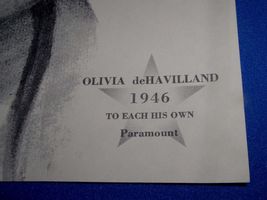 OLIVIA deHAVILLAND
1946
TO EACH HIS OWN
Paramount